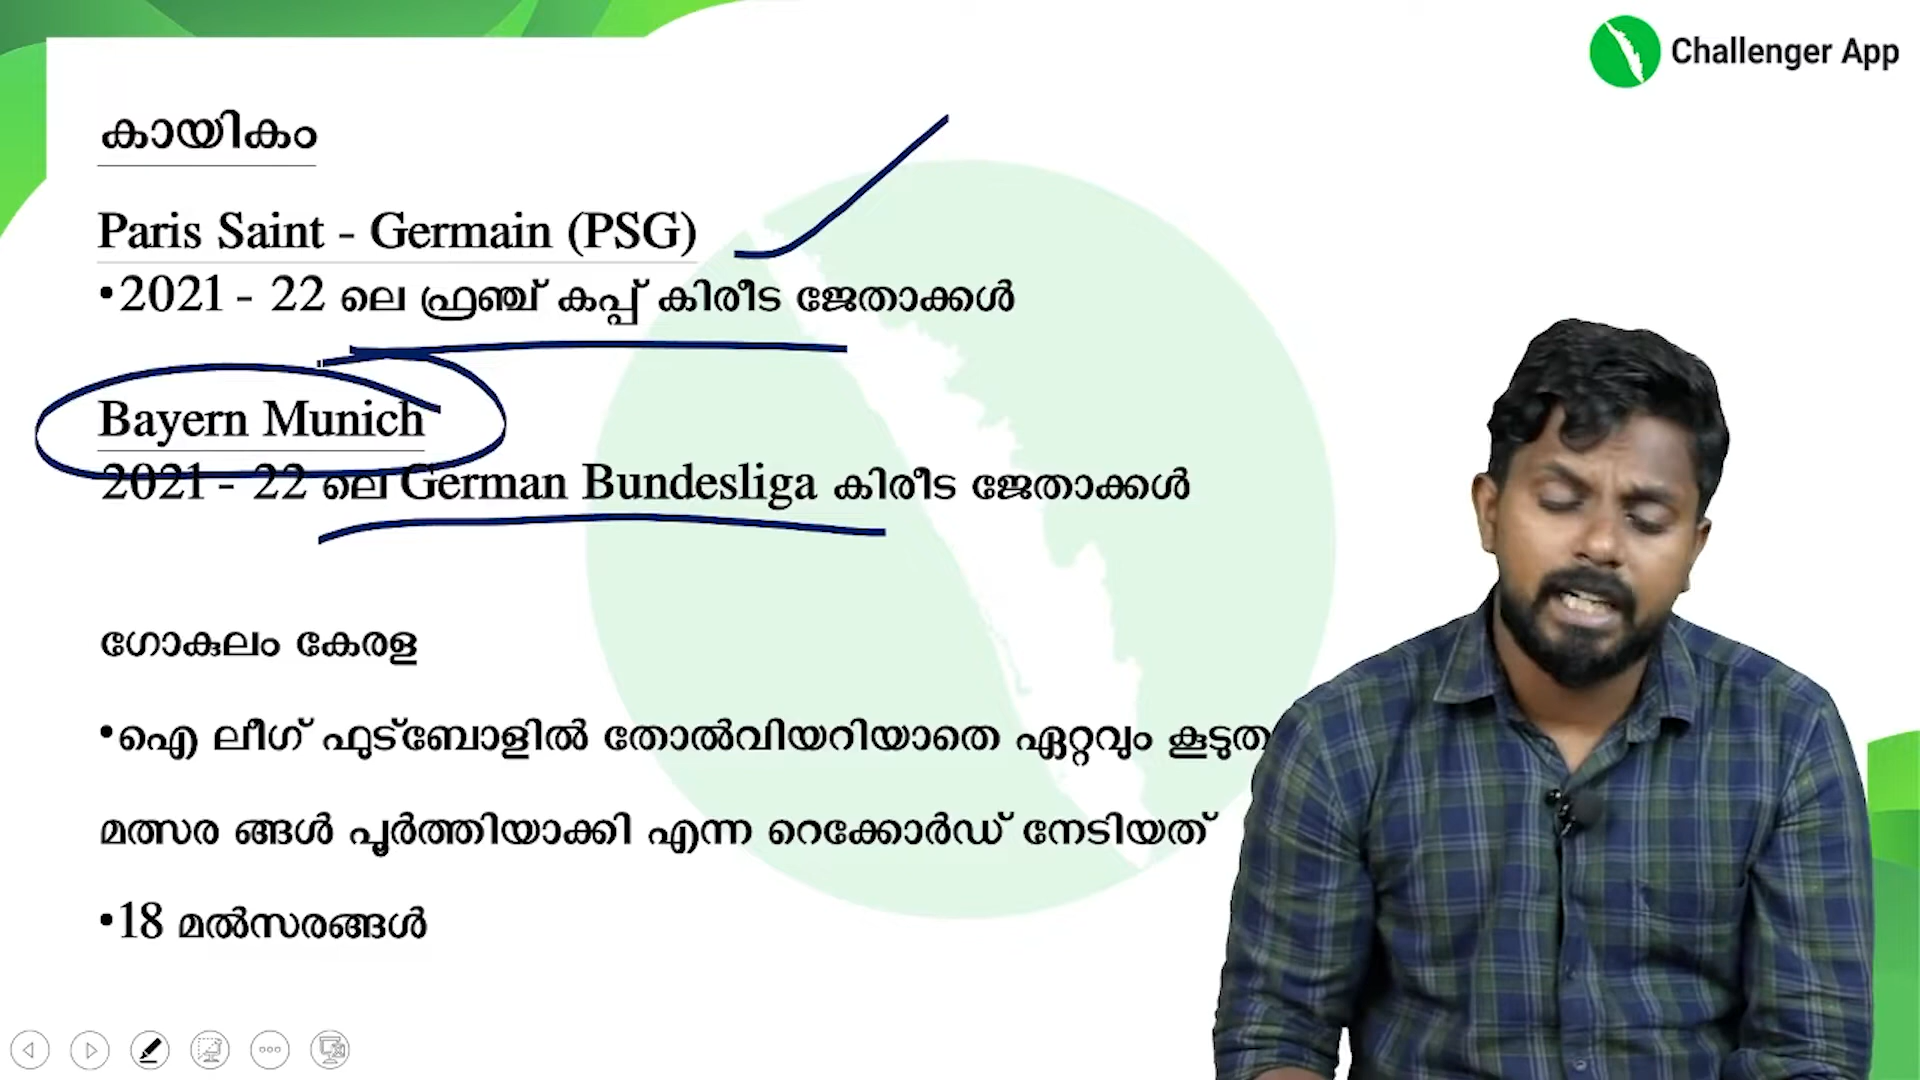 Challenger App
കായികം
Paris Saint - Germain (PSG)
•2021 - 22 ലെ ഫ്രഞ്ച് കപ്പ് കിരീട ജേതാക്കൾ
Bayern Munich
2021 - 22 ലെ German Bundesliga കിരീട ജേതാക്കൾ
ഗോകുലം കേരള
•ഐ ലീഗ് ഫുട്ബോളിൽ തോൽവിയറിയാതെ ഏറ്റവും
മത്സര ങ്ങൾ പൂർത്തിയാക്കി എന്ന റെക്കോർഡ് നേടിയത്
•18 മൽസരങ്ങൾ